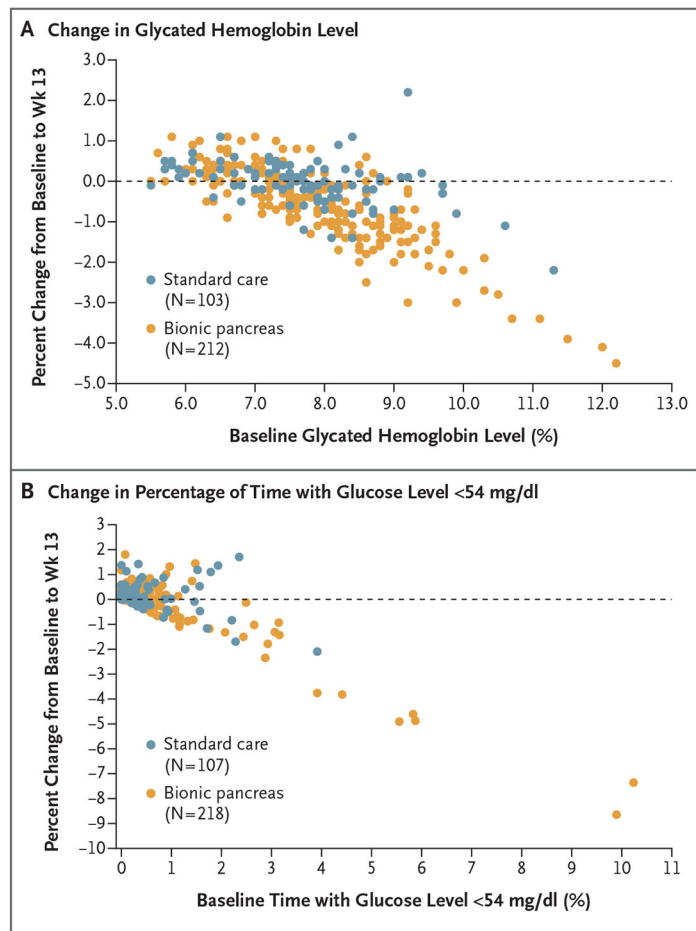 A Change in Glycated Hemoglobin Level
Percent Change from Baseline to Wk 13
3.0
2.0
1.0
0.0
−1.0
−2.0
−3.0
−4.0
−5.0
Standard care
(N=103)
Bionic pancreas
(N=212)
5.0 6.0 7.0 8.0 9.0 10.0 11.0 12.0 13.0
Baseline Glycated Hemoglobin Level (%)
B Change in Percentage of Time with Glucose Level <54 mg/dl
Percent Change from Baseline to Wk 13
3
2
1
0
−1
−2
−3
−4
−5
−6
−7
−8
−9
−10
Standard care
(N=107)
Bionic pancreas
(N=218)
0 1 2 3 4 5 6 7 8 9 10 11
Baseline Time with Glucose Level <54 mg/dl (%)